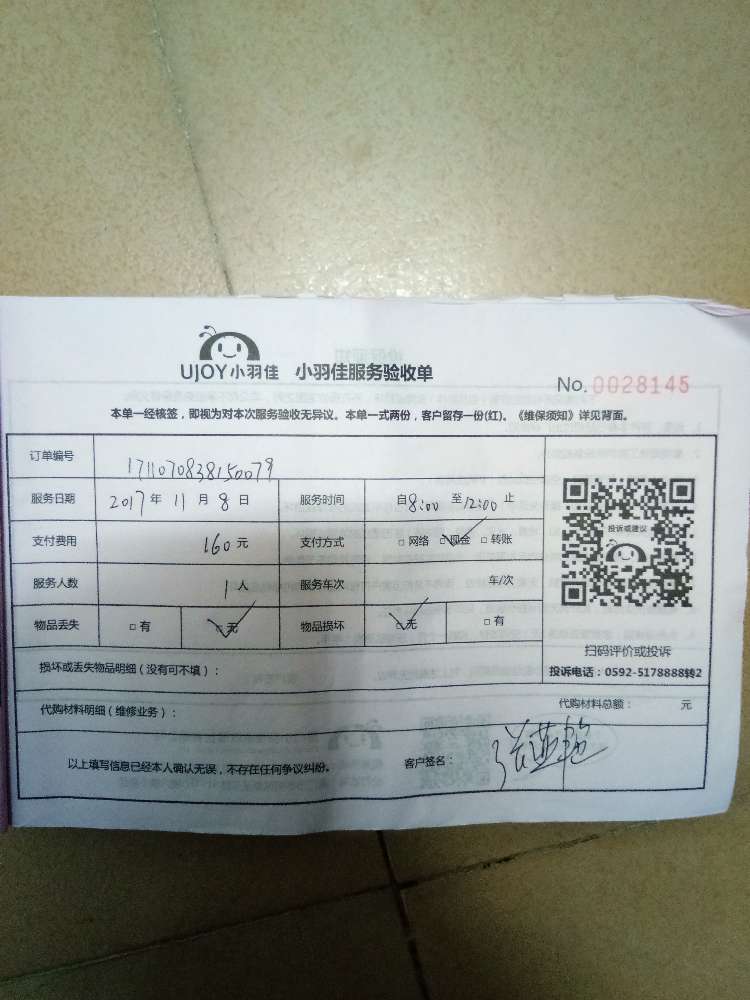 UJOY小羽佳 小羽佳服务验收单
No.0028145
本单一经核签，即视为对本次服务验收无异议。本单一式两份，客户留存一份(红)。《维保须知》详见背面。
订单编号 1711070838150079
服务日期 2017年11月8日 服务时间 自8:00至12:00止
支付费用 160元 支付方式 □网络 □现金 □转账
服务人数 1人 服务车次 车/次
物品丢失 □有 □无 物品损坏 □无 □有
投诉或建议
扫码评价或投诉
投诉电话：0592-5178888转2
损坏或丢失物品明细（没有可不填）：
代购材料明细（维修业务）： 代购材料总额： 元
以上填写信息已经本人确认无误，不存在任何争议纠纷。 客户签名： 张燕艳